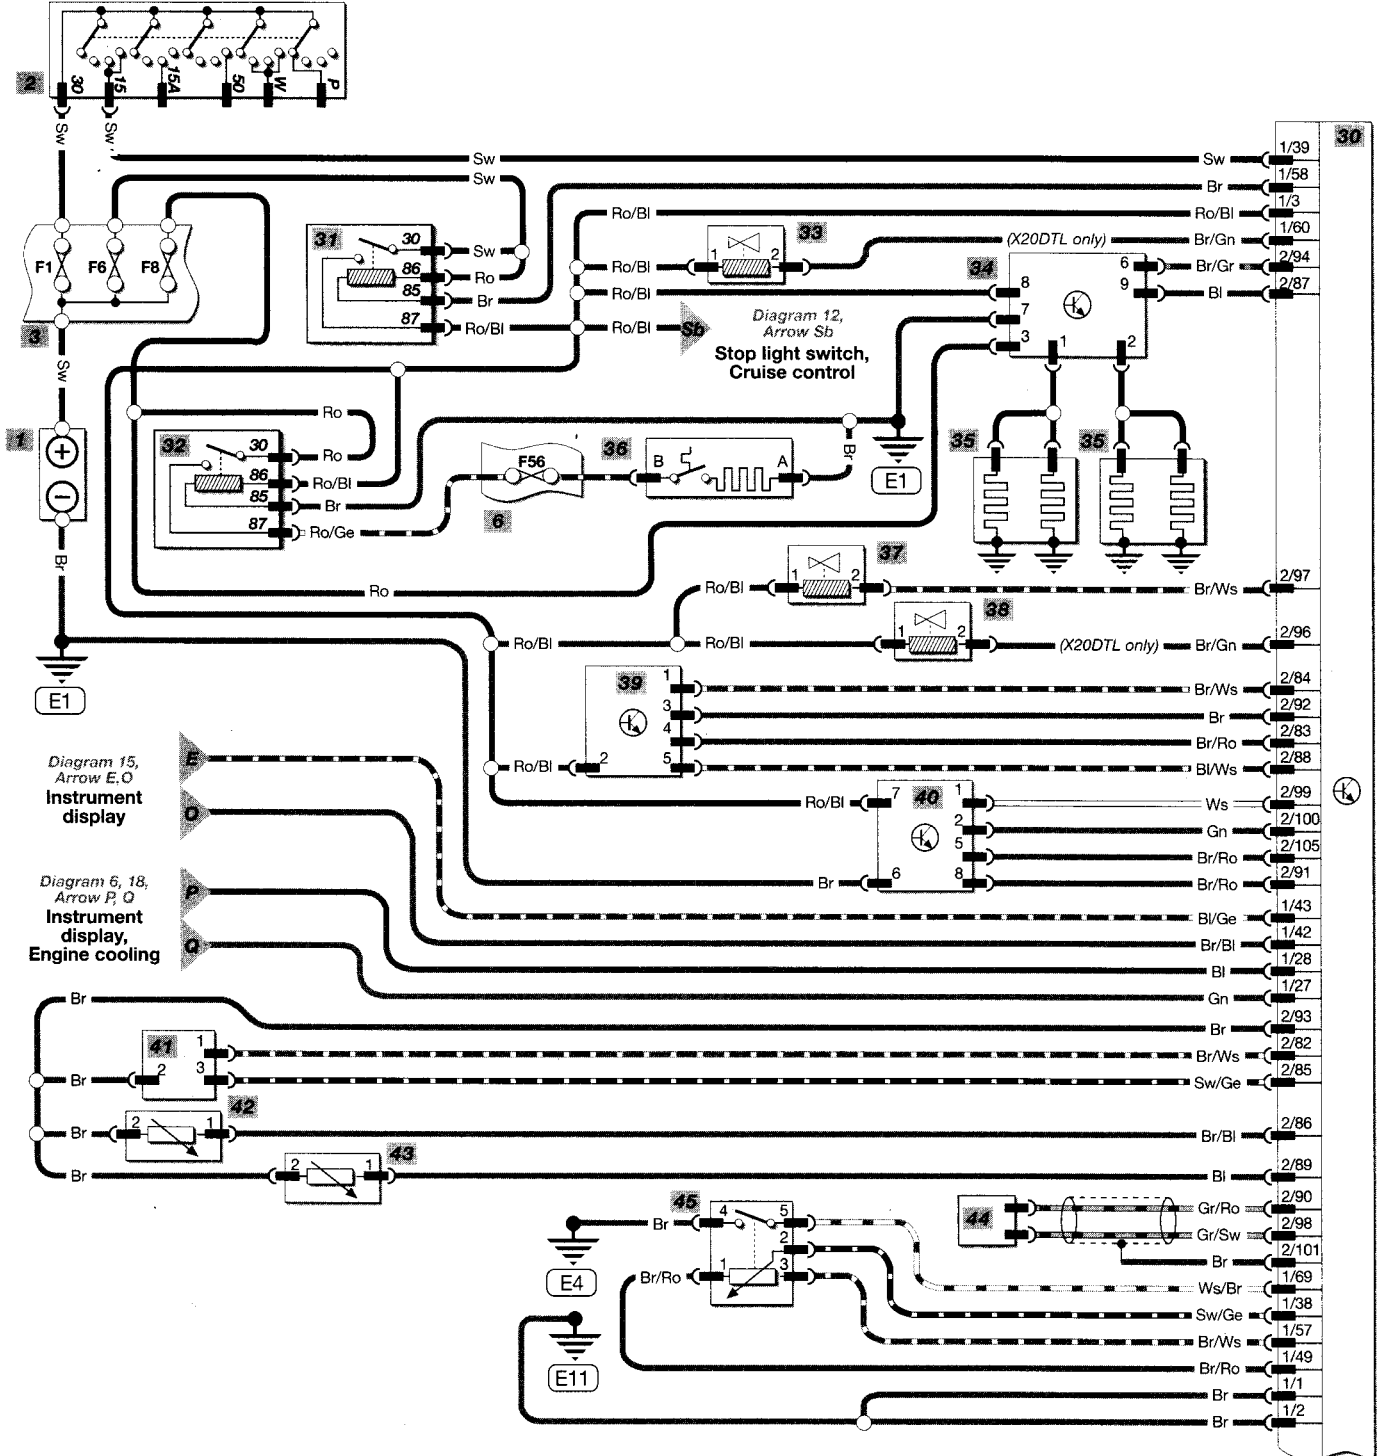 2
30
15
15A
50
W
P
Sw
Sw
30
Sw
Sw
1/39
Sw
Br
1/58
Ro/Bl
Ro/Bl
1/3
31
30
Sw
86
Ro
85
Br
87
Ro/Bl
33
1
2
Ro/Bl
(X20DTL only)
Br/Gn
1/60
34
6
Br/Gr
2/94
9
Bl
2/87
Ro/Bl
8
7
3
1
2
F1
F6
F8
3
Ro/Bl
Sb
Diagram 12,
Arrow Sb
Stop light switch,
Cruise control
Sw
1
+
−
Br
Ro
32
30
Ro
86
Ro/Bl
85
Br
87
Ro/Ge
F56
6
36
B
A
Br
E1
35
35
37
1
2
Ro
Ro/Bl
Br/Ws
2/97
38
1
2
Ro/Bl
Ro/Bl
(X20DTL only)
Br/Gn
2/96
E1
39
1
Br/Ws
2/84
3
Br
2/92
4
Br/Ro
2/83
Ro/Bl
2
5
Bl/Ws
2/88
Diagram 15,
Arrow E,O
Instrument
display
E
O
Ro/Bl
7
40
1
Ws
2/99
2
Gn
2/100
5
Br/Ro
2/105
Br
6
8
Br/Ro
2/91
Diagram 6, 18,
Arrow P, Q
Instrument
display,
Engine cooling
P
Q
Bl/Ge
1/43
Br/Bl
1/42
Bl
1/28
Gn
1/27
Br
Br
2/93
41
1
Br/Ws
2/82
Br
2
3
Sw/Ge
2/85
42
Br
2
1
Br/Bl
2/86
43
Br
2
1
Bl
2/89
45
44
Gr/Ro
2/90
Br
4
5
Gr/Sw
2/98
2
Br
2/101
E4
Br/Ro
1
3
Ws/Br
1/69
Sw/Ge
1/38
Br/Ws
1/57
E11
Br/Ro
1/49
Br
1/1
Br
1/2